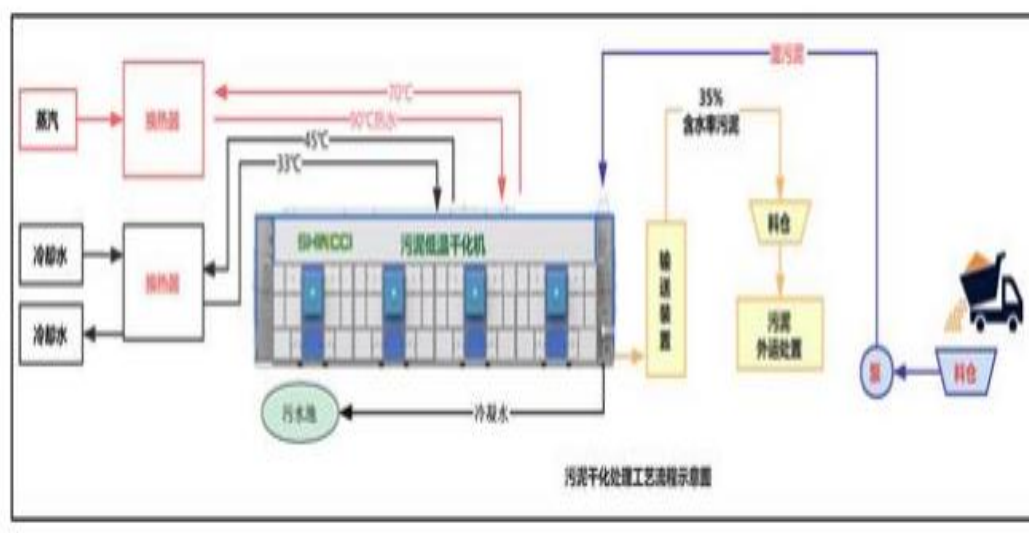 湿污泥
70℃
35%
含水率污泥
蒸汽
换热器
90℃热水
45℃
33℃
SHINCCI
污泥低温干化机
料仓
冷却水
换热器
输送装置
冷却水
污泥
外运处置
泵
料仓
污水池
冷凝水
污泥干化处理工艺流程示意图